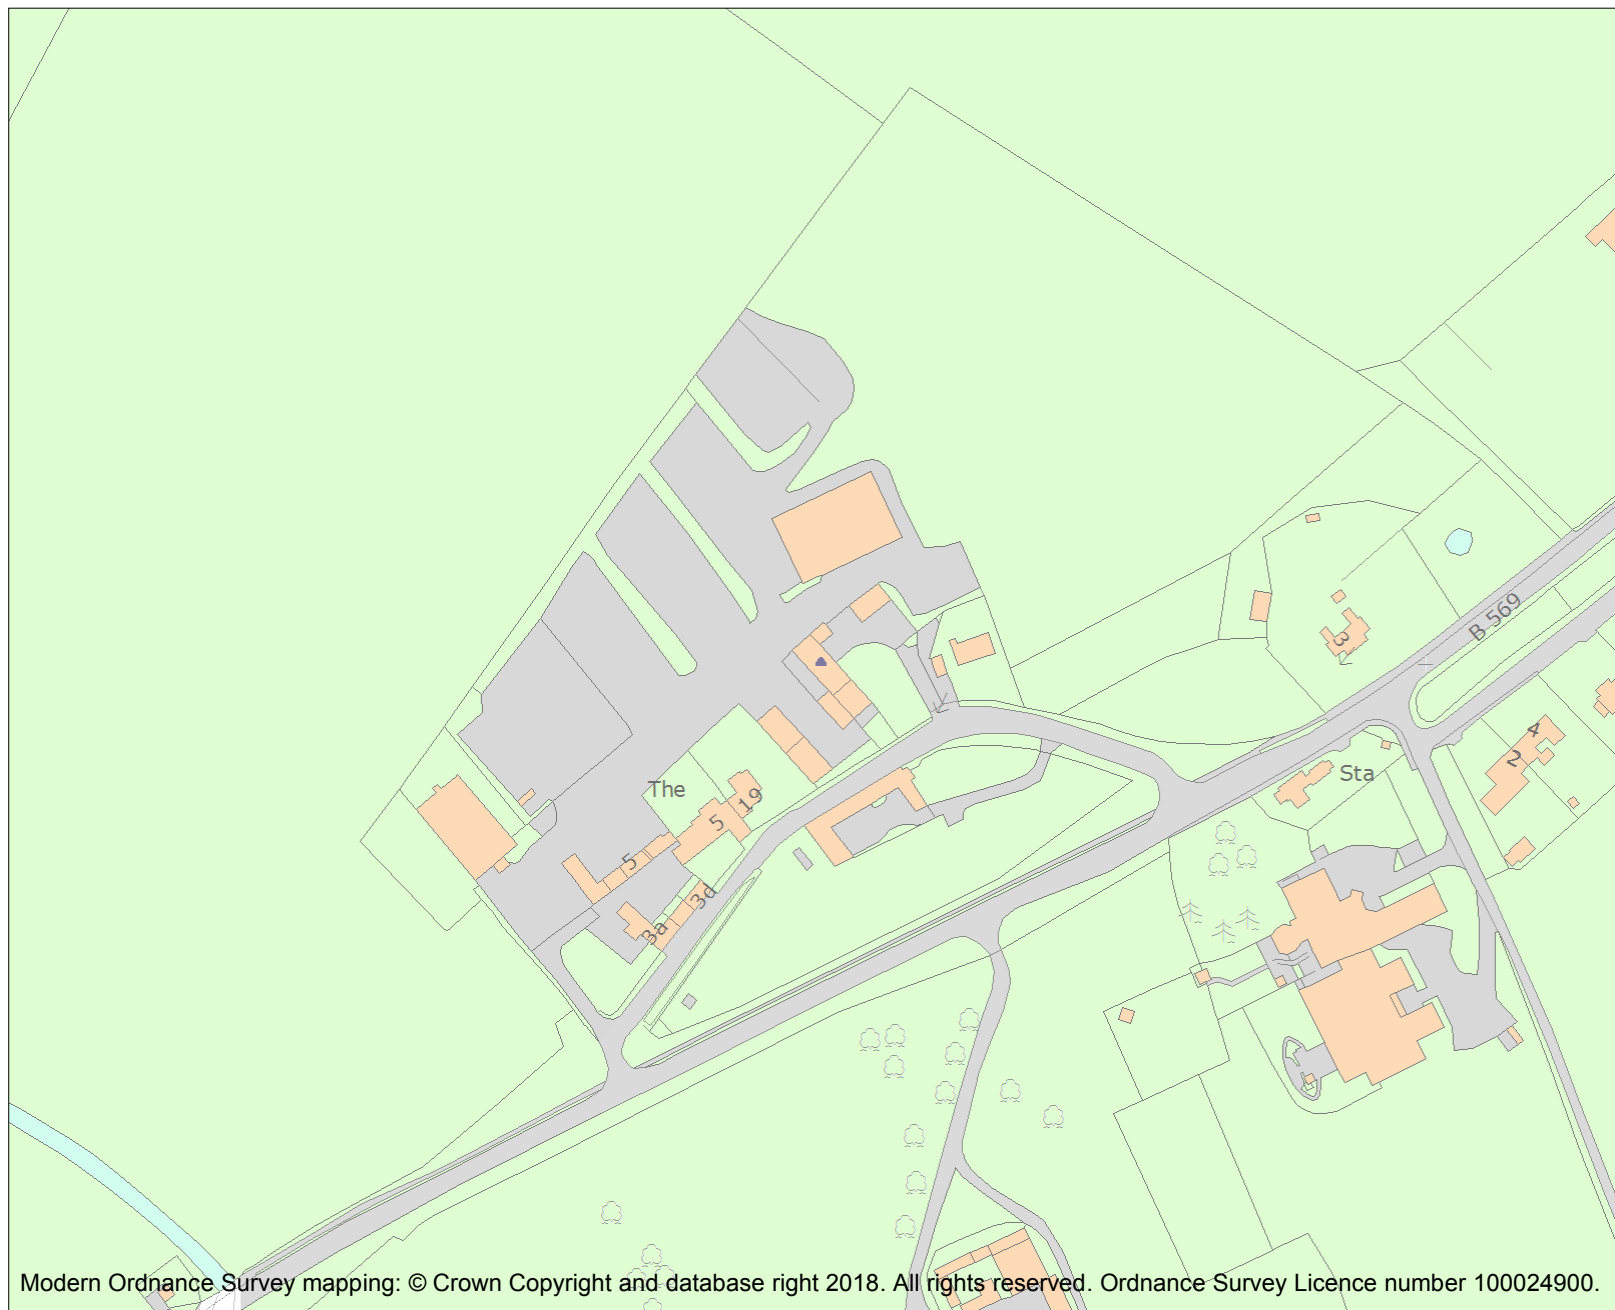 B 569
3
4
2
Sta
The
19
5
5
3d
3a
Modern Ordnance Survey mapping: © Crown Copyright and database right 2018. All rights reserved. Ordnance Survey Licence number 100024900.